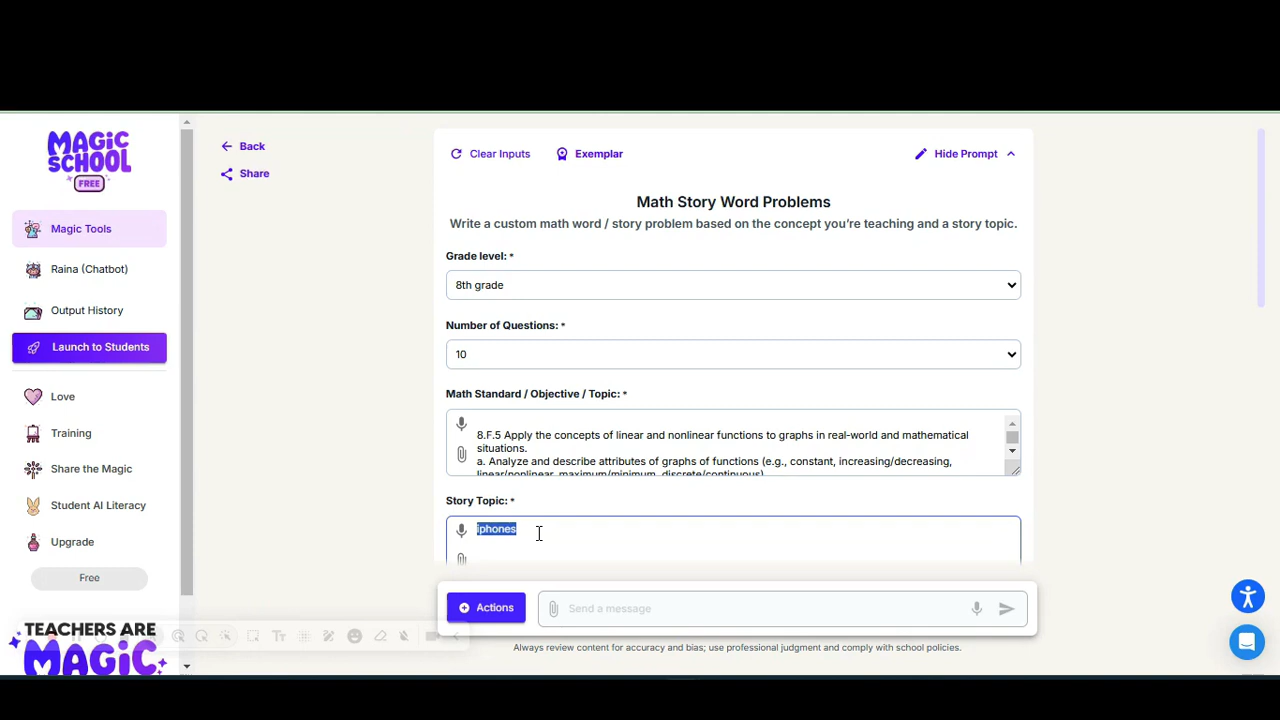 MAGIC
SCHOOL
FREE
Magic Tools
Raina (Chatbot)
Output History
Launch to Students
Love
Training
Share the Magic
Student AI Literacy
Upgrade
Free
TEACHERS ARE
MAGIC
Back
Share
Clear Inputs
Exemplar
Hide Prompt
Math Story Word Problems
Write a custom math word / story problem based on the concept you're teaching and a story topic.
Grade level: *
8th grade
Number of Questions: *
10
Math Standard / Objective / Topic: *
8.F.5 Apply the concepts of linear and nonlinear functions to graphs in real-world and mathematical
situations.
a. Analyze and describe attributes of graphs of functions (e.g., constant, increasing/decreasing,
linear/nonlinear, maximum/minimum, discrete/continuous)
Story Topic: *
iphones
Actions
Send a message
Always review content for accuracy and bias; use professional judgment and comply with school policies.